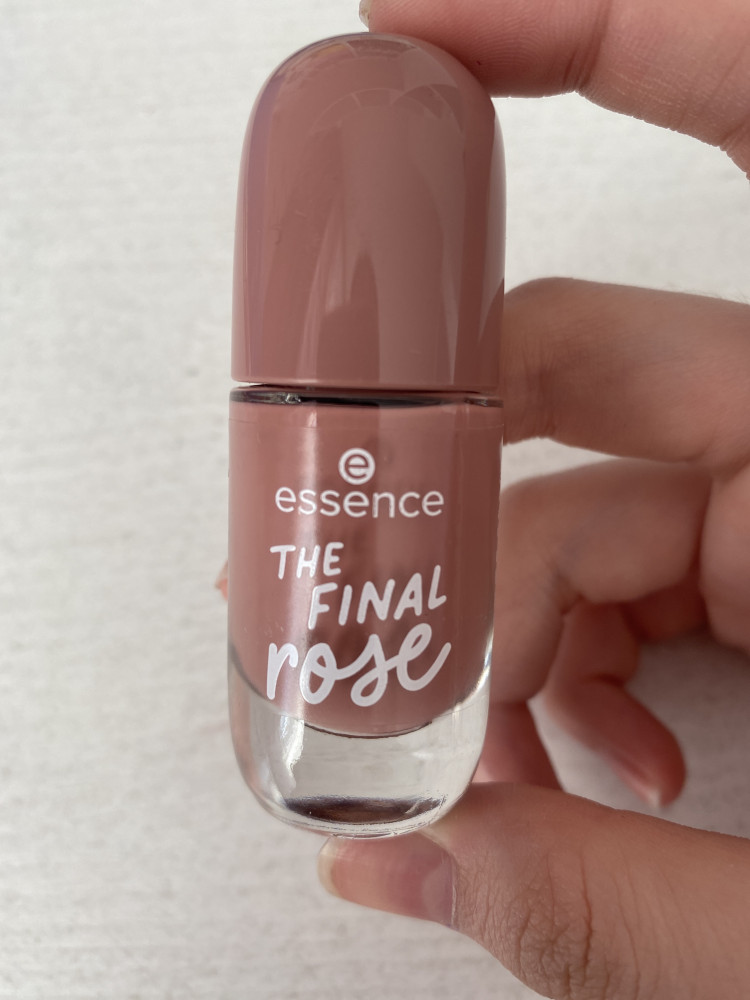 e
essence
THE
FINAL
rose